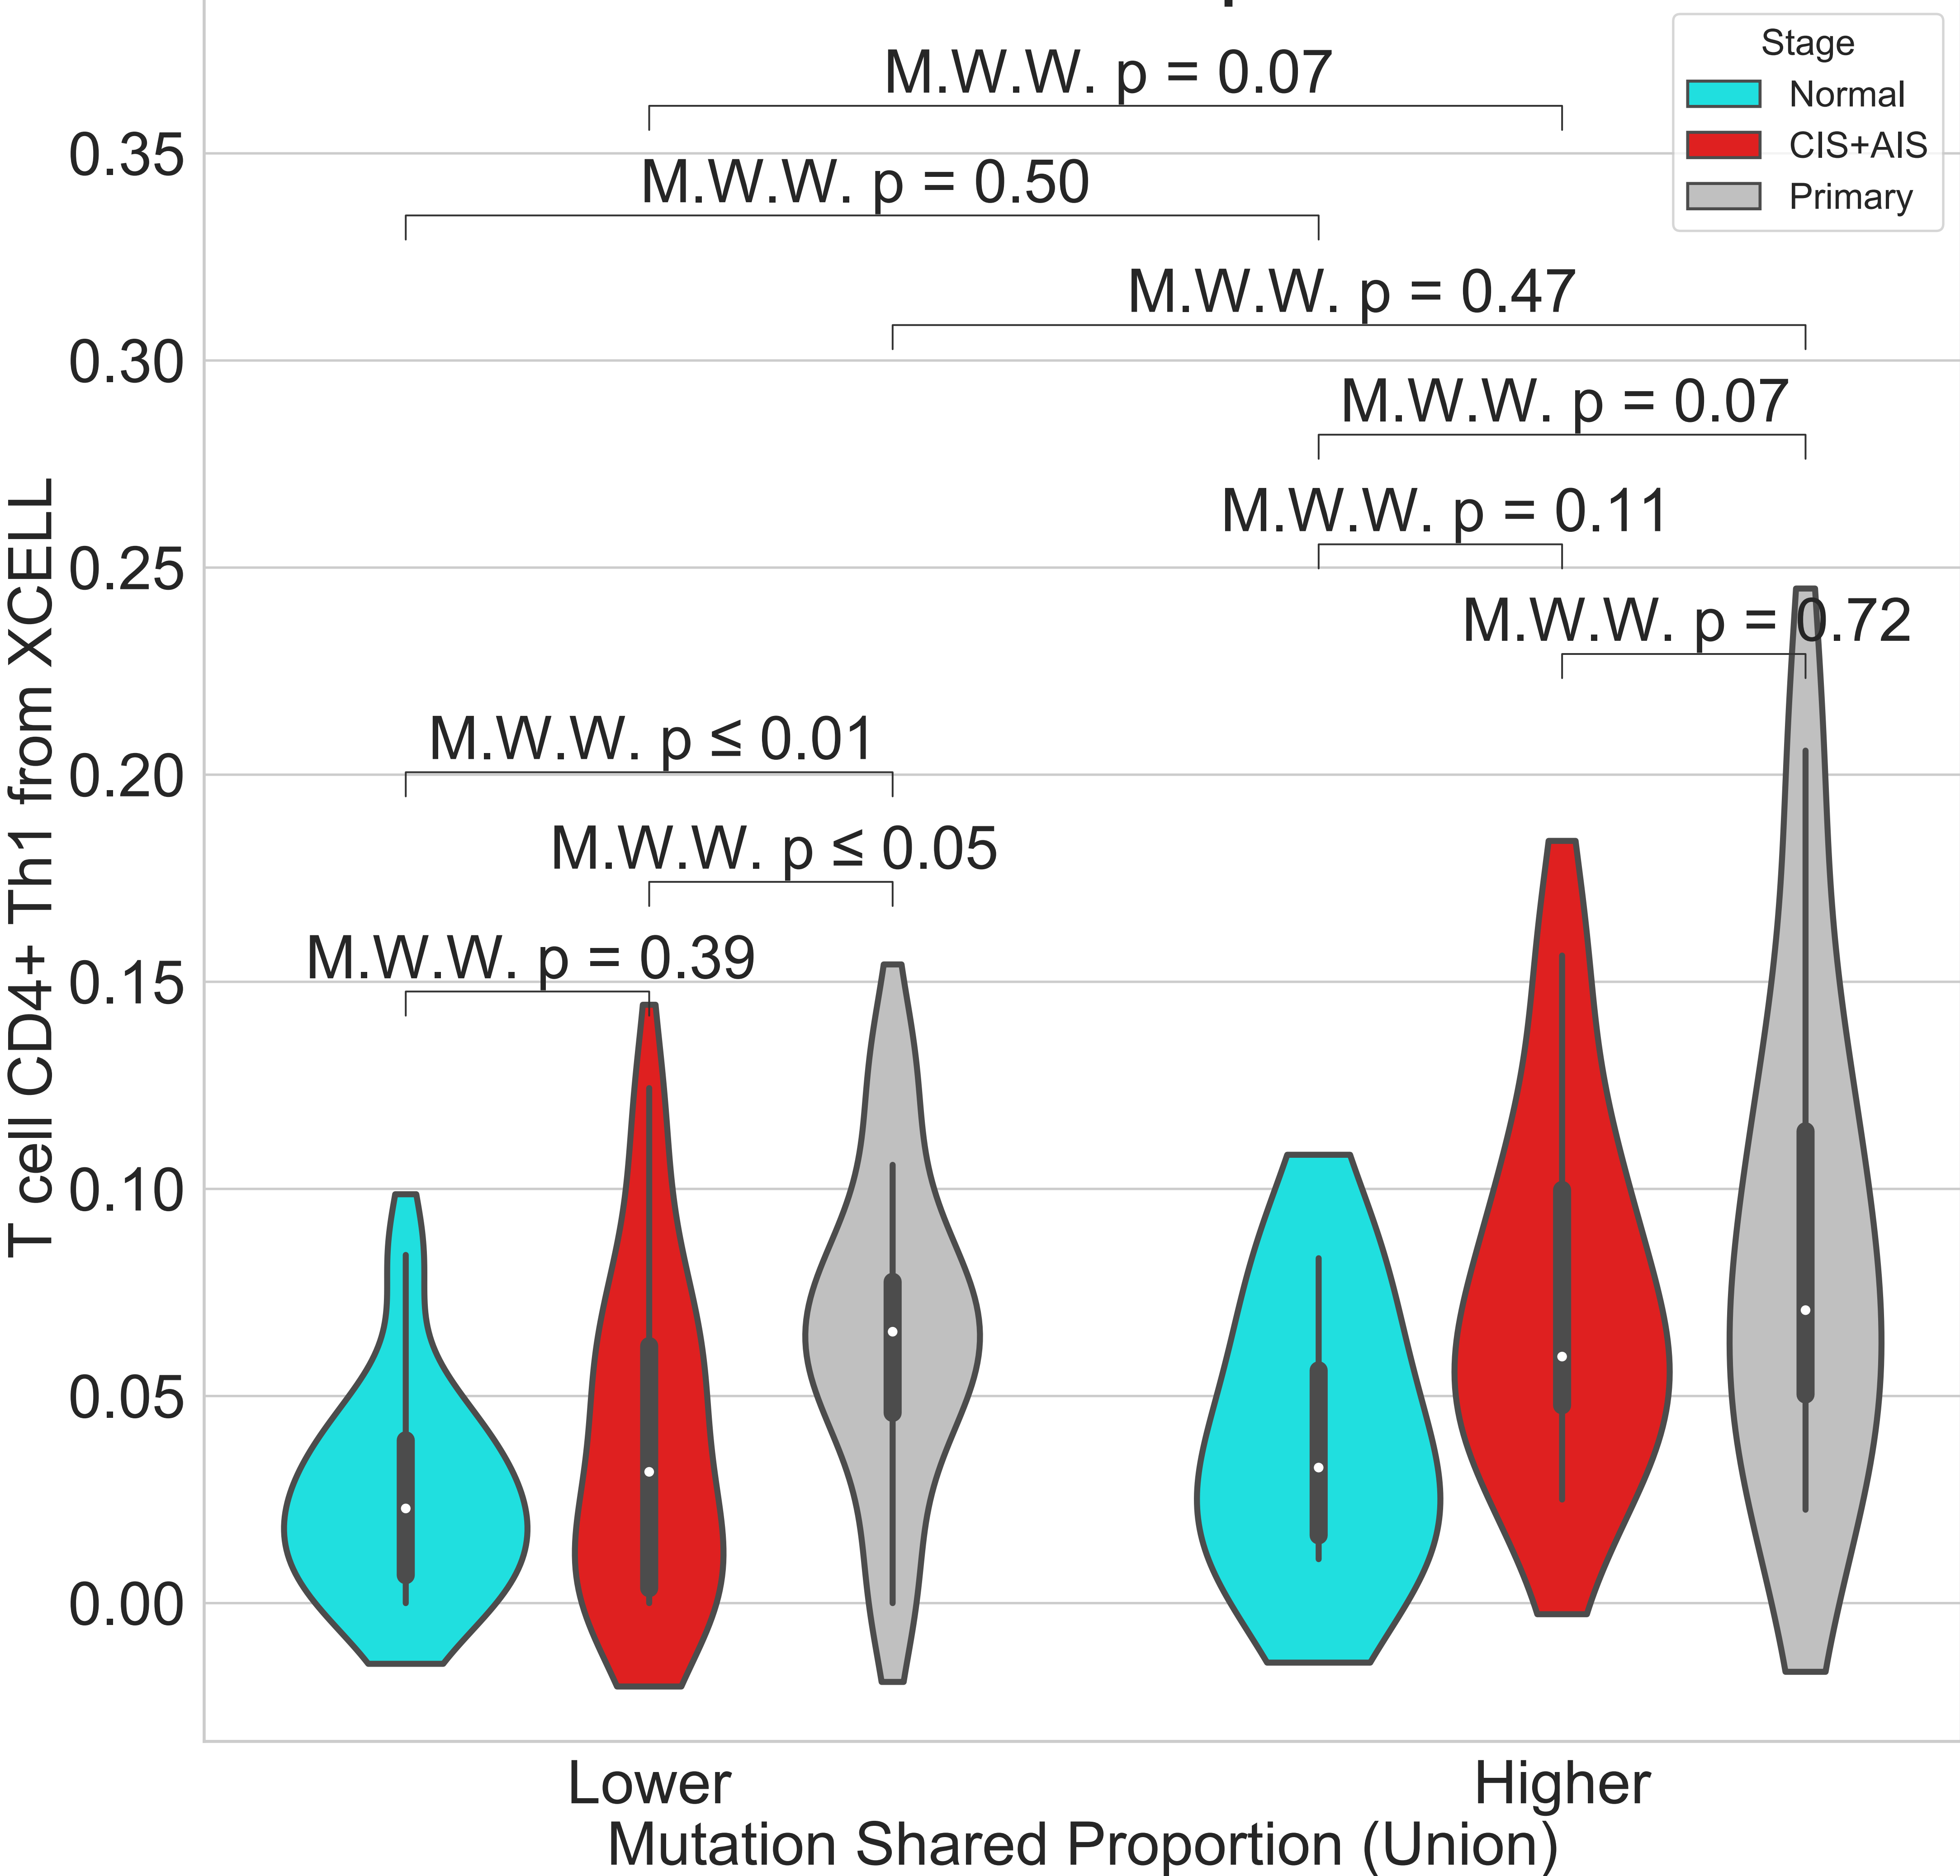 Stage
Normal
CIS+AIS
Primary
M.W.W. p = 0.07
M.W.W. p = 0.50
M.W.W. p = 0.47
M.W.W. p = 0.07
M.W.W. p = 0.11
M.W.W. p = 0.72
M.W.W. p ≤ 0.01
M.W.W. p ≤ 0.05
M.W.W. p = 0.39
0.35
0.30
0.25
0.20
0.15
0.10
0.05
0.00
T cell CD4+ Th1 from XCELL
Lower
Higher
Mutation Shared Proportion (Union)